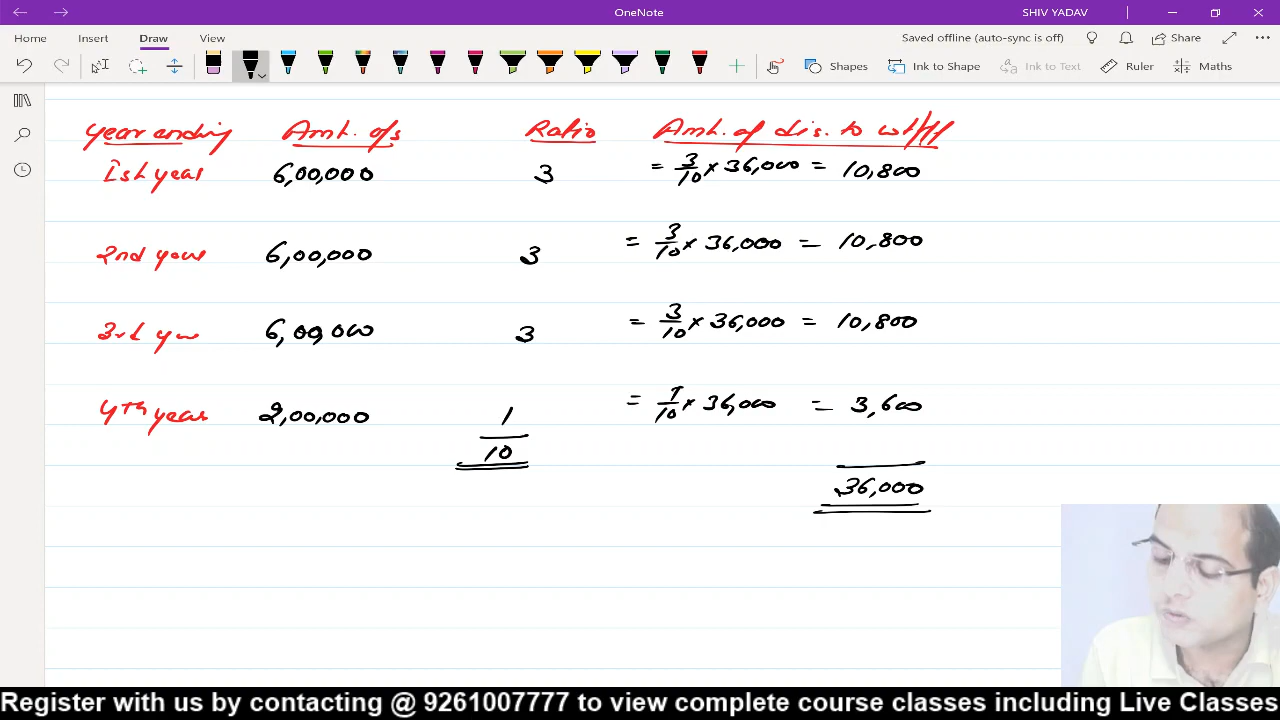 OneNote
SHIV YADAV
Home Insert Draw View
Saved offline (auto-sync is off) Share
Shapes Ink to Shape Ink to Text Ruler Maths
Year ending Amt. o/s Ratio Amt. of dis. to w/off
Ist year 6,00,000 3 = 3/10 × 36,000 = 10,800
2nd year 6,00,000 3 = 3/10 × 36,000 = 10,800
3rd year 6,00,000 3 = 3/10 × 36,000 = 10,800
4th year 2,00,000 1 = 1/10 × 36,000 = 3,600
10
36,000
Register with us by contacting @ 9261007777 to view complete course classes including Live Classes